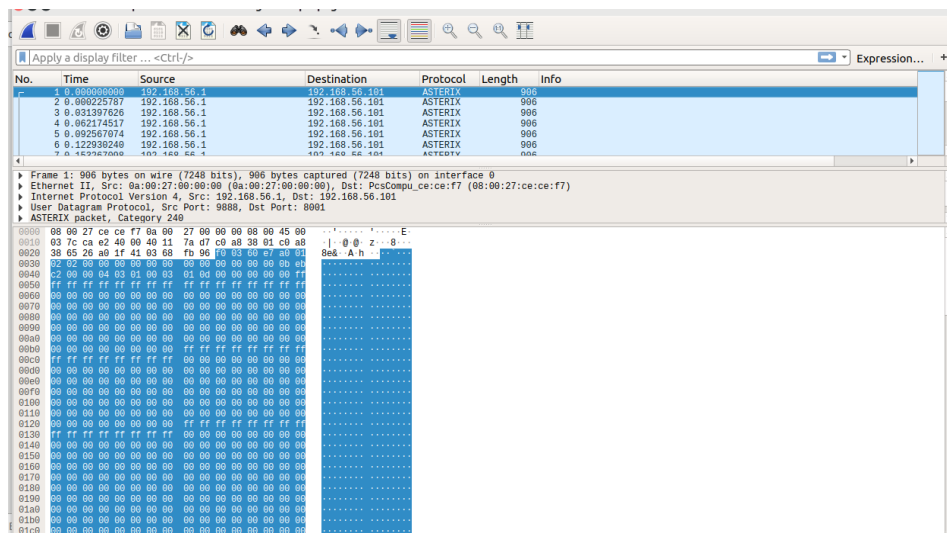 Apply a display filter ... <Ctrl-/>
Expression...
+
No. Time Source Destination Protocol Length Info
1 0.000000000 192.168.56.1 192.168.56.101 ASTERIX 906
2 0.000225787 192.168.56.1 192.168.56.101 ASTERIX 906
3 0.031397626 192.168.56.1 192.168.56.101 ASTERIX 906
4 0.062174517 192.168.56.1 192.168.56.101 ASTERIX 906
5 0.092567074 192.168.56.1 192.168.56.101 ASTERIX 906
6 0.122930240 192.168.56.1 192.168.56.101 ASTERIX 906
7 0.153267098 192.168.56.1 192.168.56.101 ASTERIX 906
Frame 1: 906 bytes on wire (7248 bits), 906 bytes captured (7248 bits) on interface 0
Ethernet II, Src: 0a:00:27:00:00:00 (0a:00:27:00:00:00), Dst: PcsCompu_ce:ce:f7 (08:00:27:ce:ce:f7)
Internet Protocol Version 4, Src: 192.168.56.1, Dst: 192.168.56.101
User Datagram Protocol, Src Port: 9888, Dst Port: 8001
ASTERIX packet, Category 240
0000 08 00 27 ce ce f7 0a 00 27 00 00 00 08 00 45 00 ··'·····'·····E·
0010 03 7c ca e2 40 00 40 11 7a d7 c0 a8 38 01 c0 a8 ·|··@·@· z···8···
0020 38 65 26 a0 1f 41 03 68 fb 96 f0 03 60 e7 a0 01 8e&··A·h ··
0030 02 02 00 00 00 00 00 00 00 00 00 00 00 00 0b eb
0040 c2 00 00 04 03 01 00 03 01 0d 00 00 00 00 00 ff
0050 ff ff ff ff ff ff ff ff ff ff ff ff ff ff ff ff
0060 00 00 00 00 00 00 00 00 00 00 00 00 00 00 00 00
0070 00 00 00 00 00 00 00 00 00 00 00 00 00 00 00 00
0080 00 00 00 00 00 00 00 00 00 00 00 00 00 00 00 00
0090 00 00 00 00 00 00 00 00 00 00 00 00 00 00 00 00
00a0 00 00 00 00 00 00 00 00 00 00 00 00 00 00 00 00
00b0 00 00 00 00 00 00 00 00 ff ff ff ff ff ff ff ff
00c0 ff ff ff ff ff ff ff ff 00 00 00 00 00 00 00 00
00d0 00 00 00 00 00 00 00 00 00 00 00 00 00 00 00 00
00e0 00 00 00 00 00 00 00 00 00 00 00 00 00 00 00 00
00f0 00 00 00 00 00 00 00 00 00 00 00 00 00 00 00 00
0100 00 00 00 00 00 00 00 00 00 00 00 00 00 00 00 00
0110 00 00 00 00 00 00 00 00 00 00 00 00 00 00 00 00
0120 00 00 00 00 00 00 00 00 ff ff ff ff ff ff ff ff
0130 ff ff ff ff ff ff ff ff 00 00 00 00 00 00 00 00
0140 00 00 00 00 00 00 00 00 00 00 00 00 00 00 00 00
0150 00 00 00 00 00 00 00 00 00 00 00 00 00 00 00 00
0160 00 00 00 00 00 00 00 00 00 00 00 00 00 00 00 00
0170 00 00 00 00 00 00 00 00 00 00 00 00 00 00 00 00
0180 00 00 00 00 00 00 00 00 00 00 00 00 00 00 00 00
0190 00 00 00 00 00 00 00 00 00 00 00 00 00 00 00 00
01a0 00 00 00 00 00 00 00 00 00 00 00 00 00 00 00 00
01b0 00 00 00 00 00 00 00 00 00 00 00 00 00 00 00 00
01c0 00 00 00 00 00 00 00 00 00 00 00 00 00 00 00 00